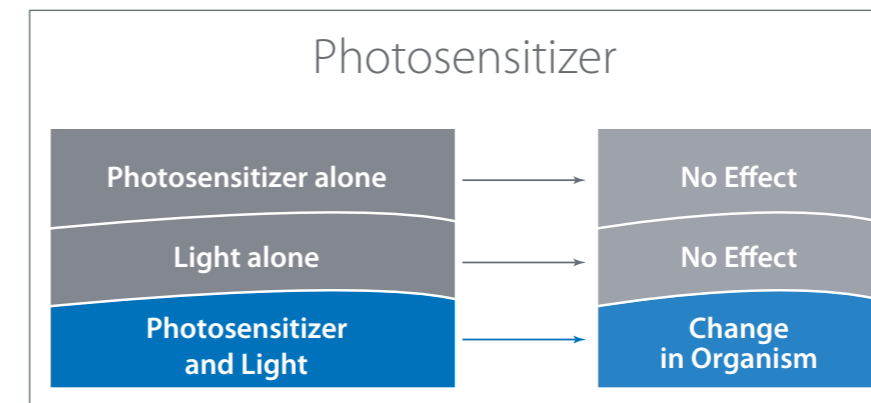 Photosensitizer
Photosensitizer alone
No Effect
Light alone
No Effect
Photosensitizer
and Light
Change
in Organism